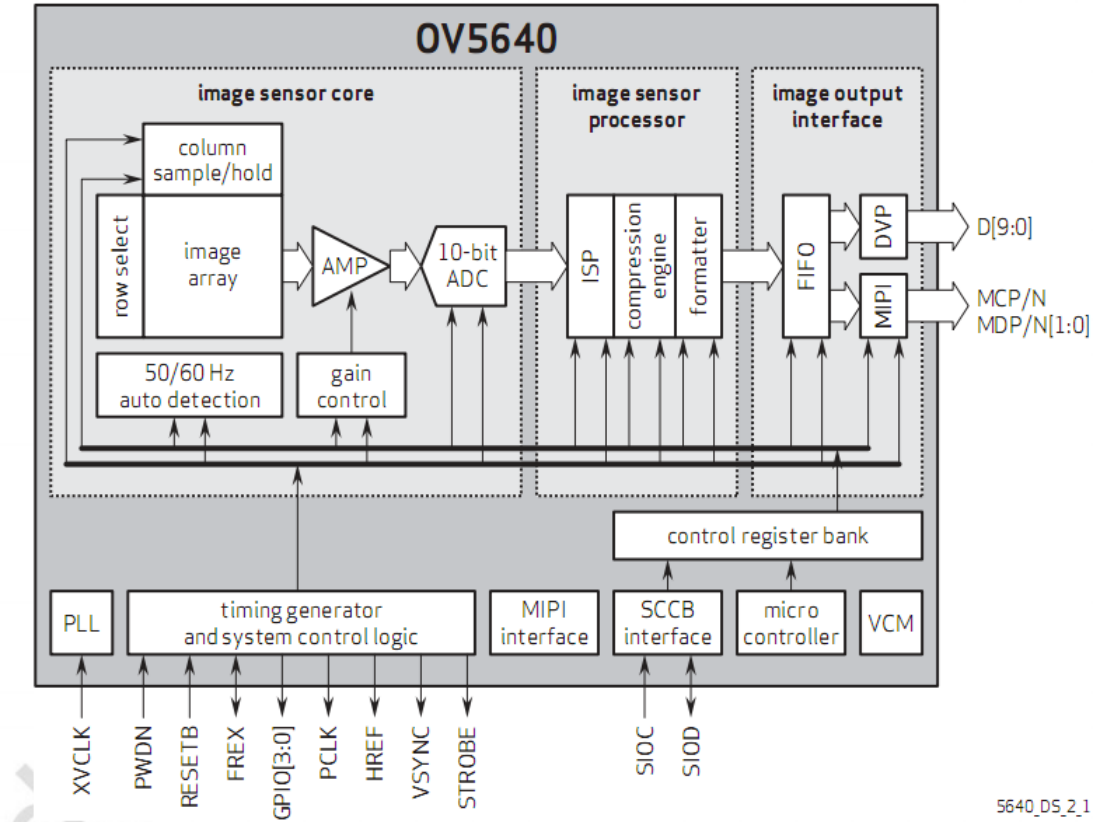 OV5640
image sensor core
image sensor
processor
image output
interface
column
sample/hold
row select
image
array
AMP
10-bit
ADC
ISP
compression
engine
formatter
FIFO
DVP
MIPI
D[9:0]
MCP/N
MDP/N[1:0]
50/60 Hz
auto detection
gain
control
control register bank
PLL
timing generator
and system control logic
MIPI
interface
SCCB
interface
micro
controller
VCM
XVCLK
PWDN
RESETB
FREX
GPIO[3:0]
PCLK
HREF
VSYNC
STROBE
SIOC
SIOD
5640_DS_2_1